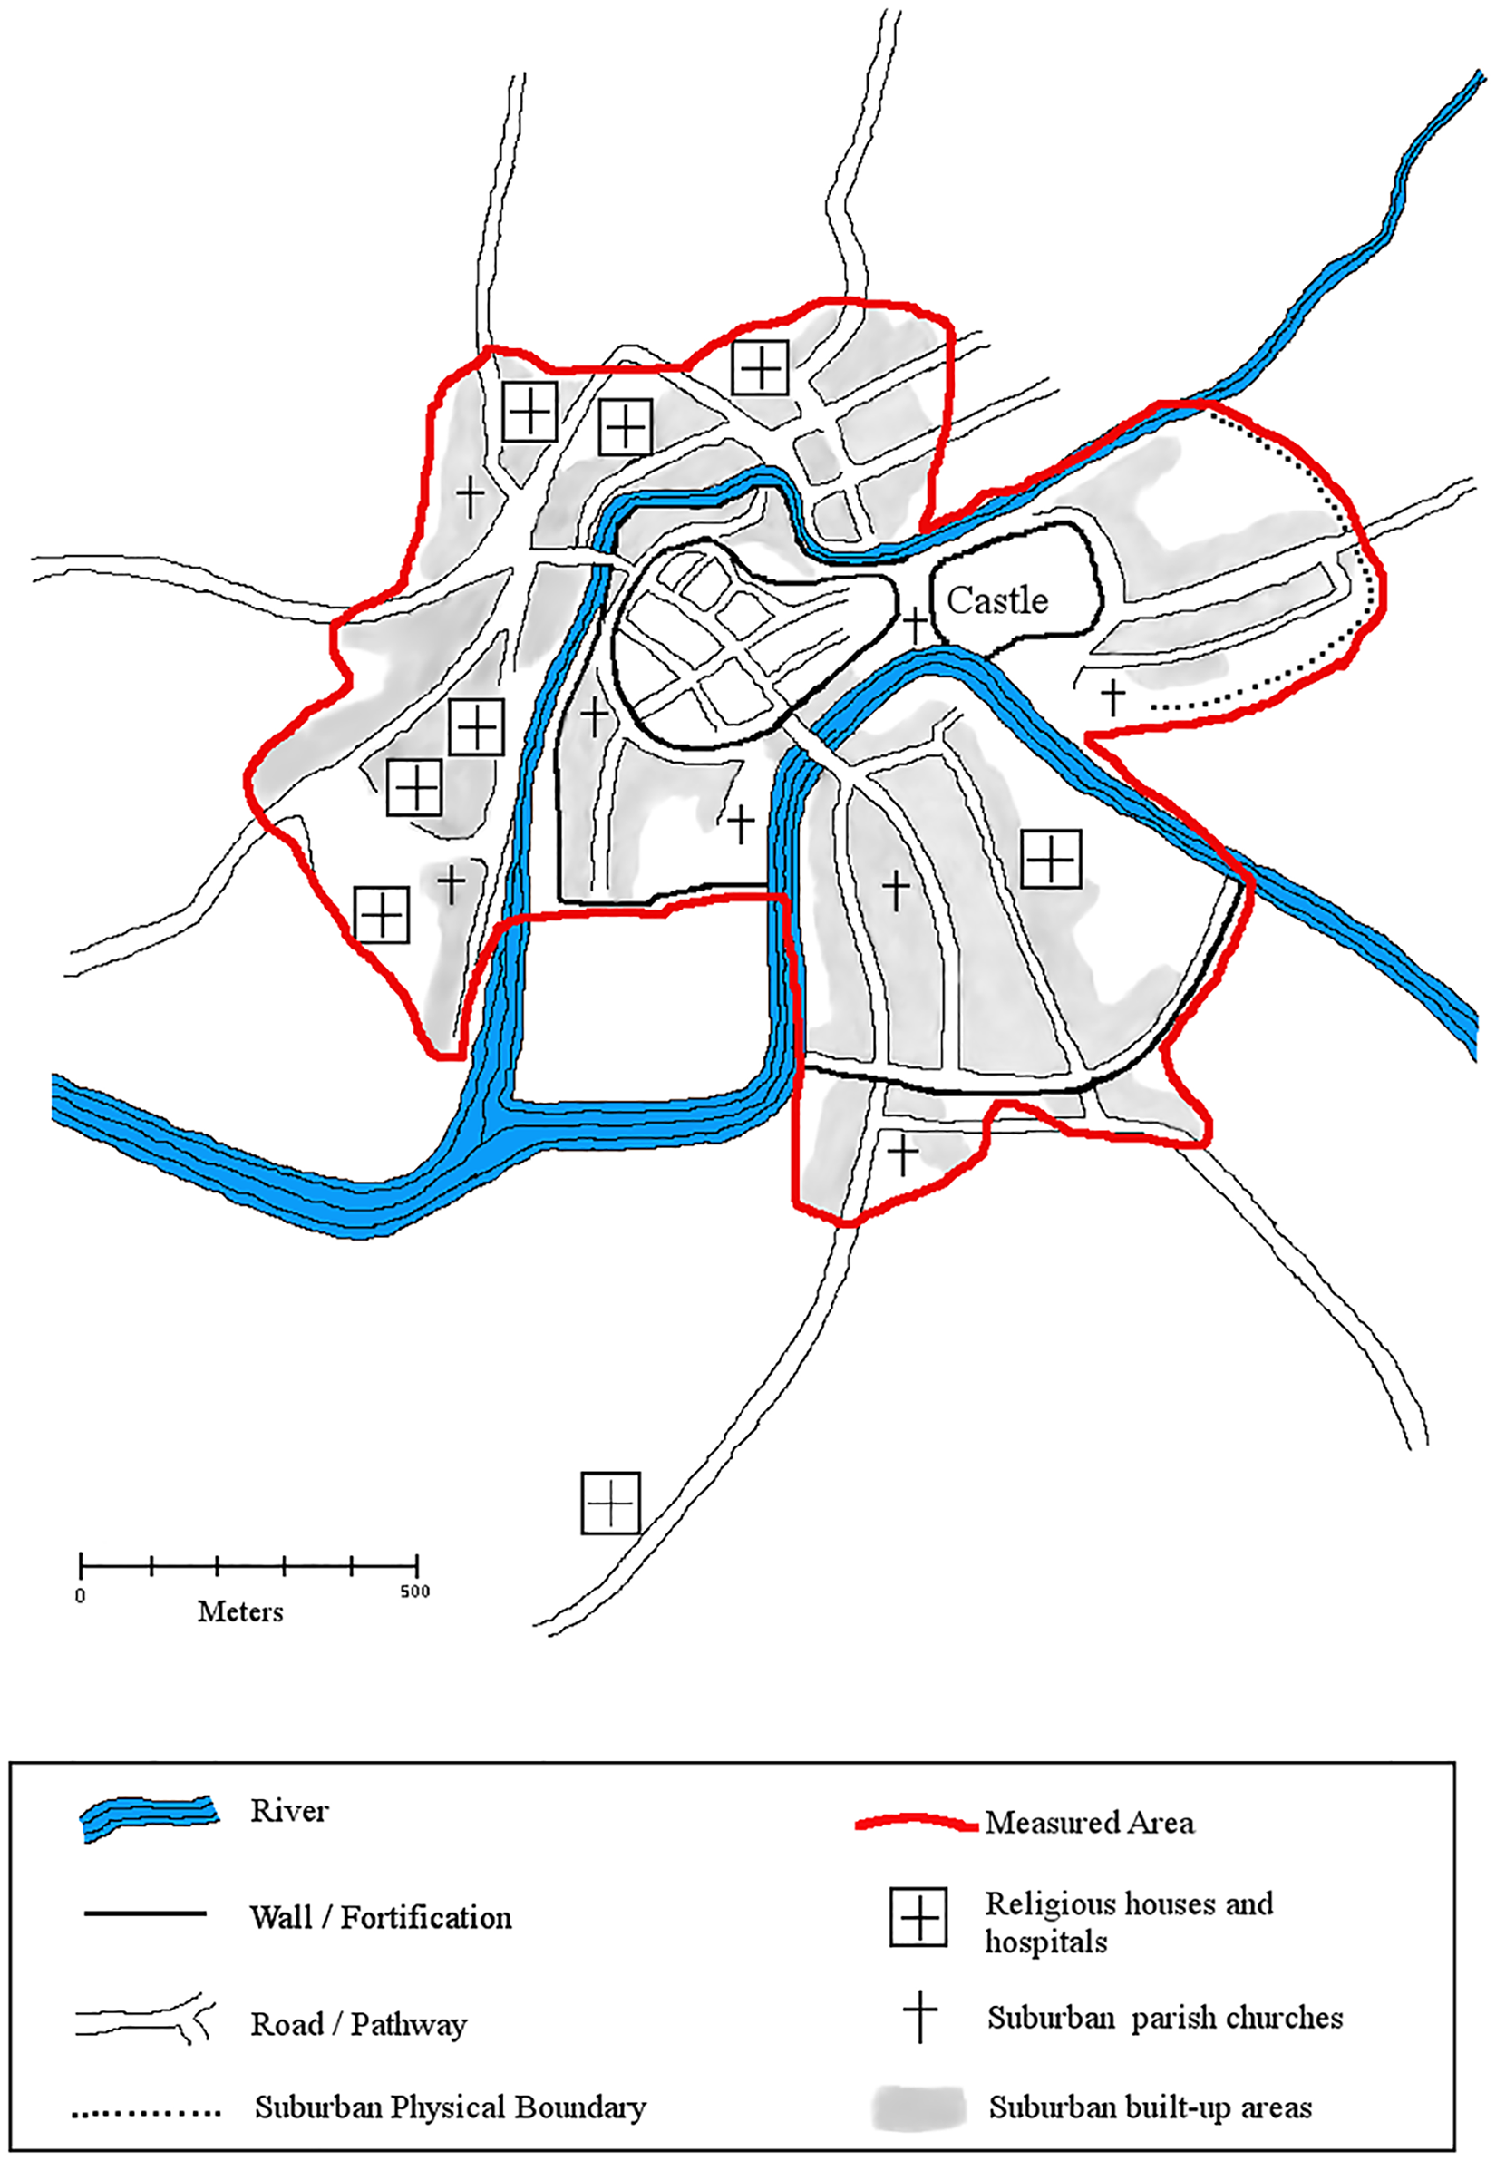 Castle
0
500
Meters
River
Measured Area
Wall / Fortification
Religious houses and
hospitals
Road / Pathway
Suburban parish churches
Suburban Physical Boundary
Suburban built-up areas